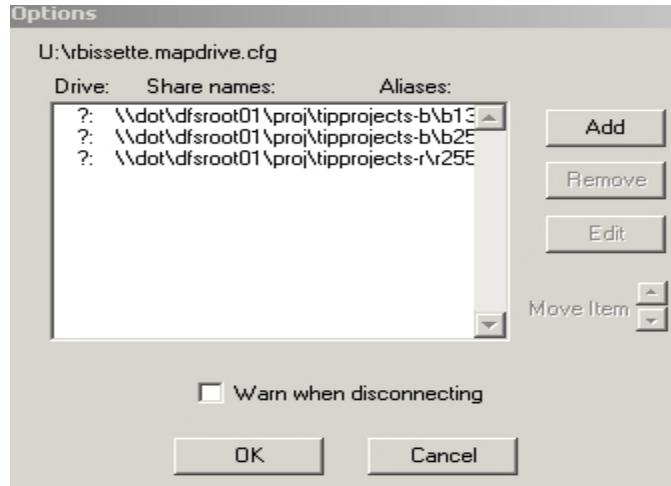 Options
U:\rbissette.mapdrive.cfg
Drive: Share names: Aliases:
?: \\dot\dfsroot01\proj\tipprojects-b\b13
?: \\dot\dfsroot01\proj\tipprojects-b\b25
?: \\dot\dfsroot01\proj\tipprojects-r\r255
Add
Remove
Edit
Move Item
Warn when disconnecting
OK Cancel